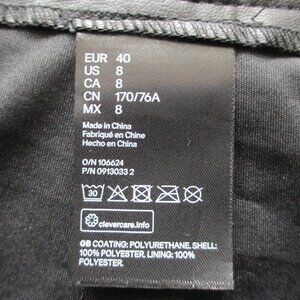 EUR 40
US 8
CA 8
CN 170/76A
MX 8
Made in China
Fabriqué en Chine
Hecho en China
O/N 106624
P/N 0913033 2
30
clevercare.info
GB COATING: POLYURETHANE. SHELL:
100% POLYESTER. LINING: 100%
POLYESTER.